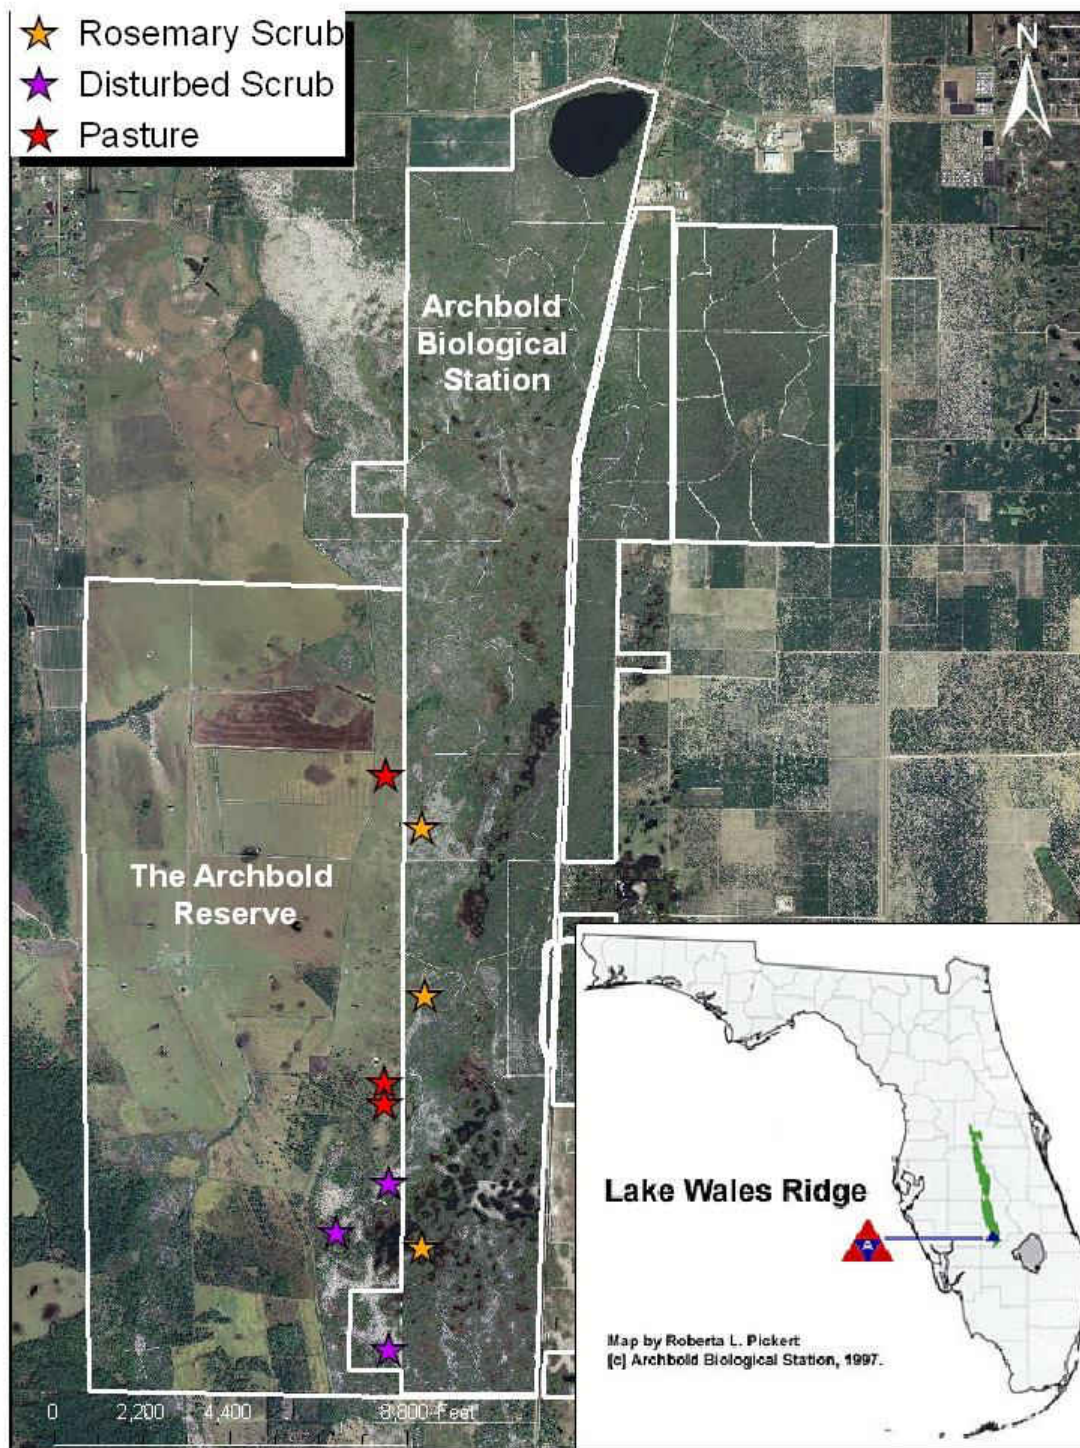 Rosemary Scrub
Disturbed Scrub
Pasture
N
Archbold
Biological
Station
The Archbold
Reserve
Lake Wales Ridge
Map by Roberta L. Pickert
(c) Archbold Biological Station, 1997.
0 2,200 4,400 8,800 Feet